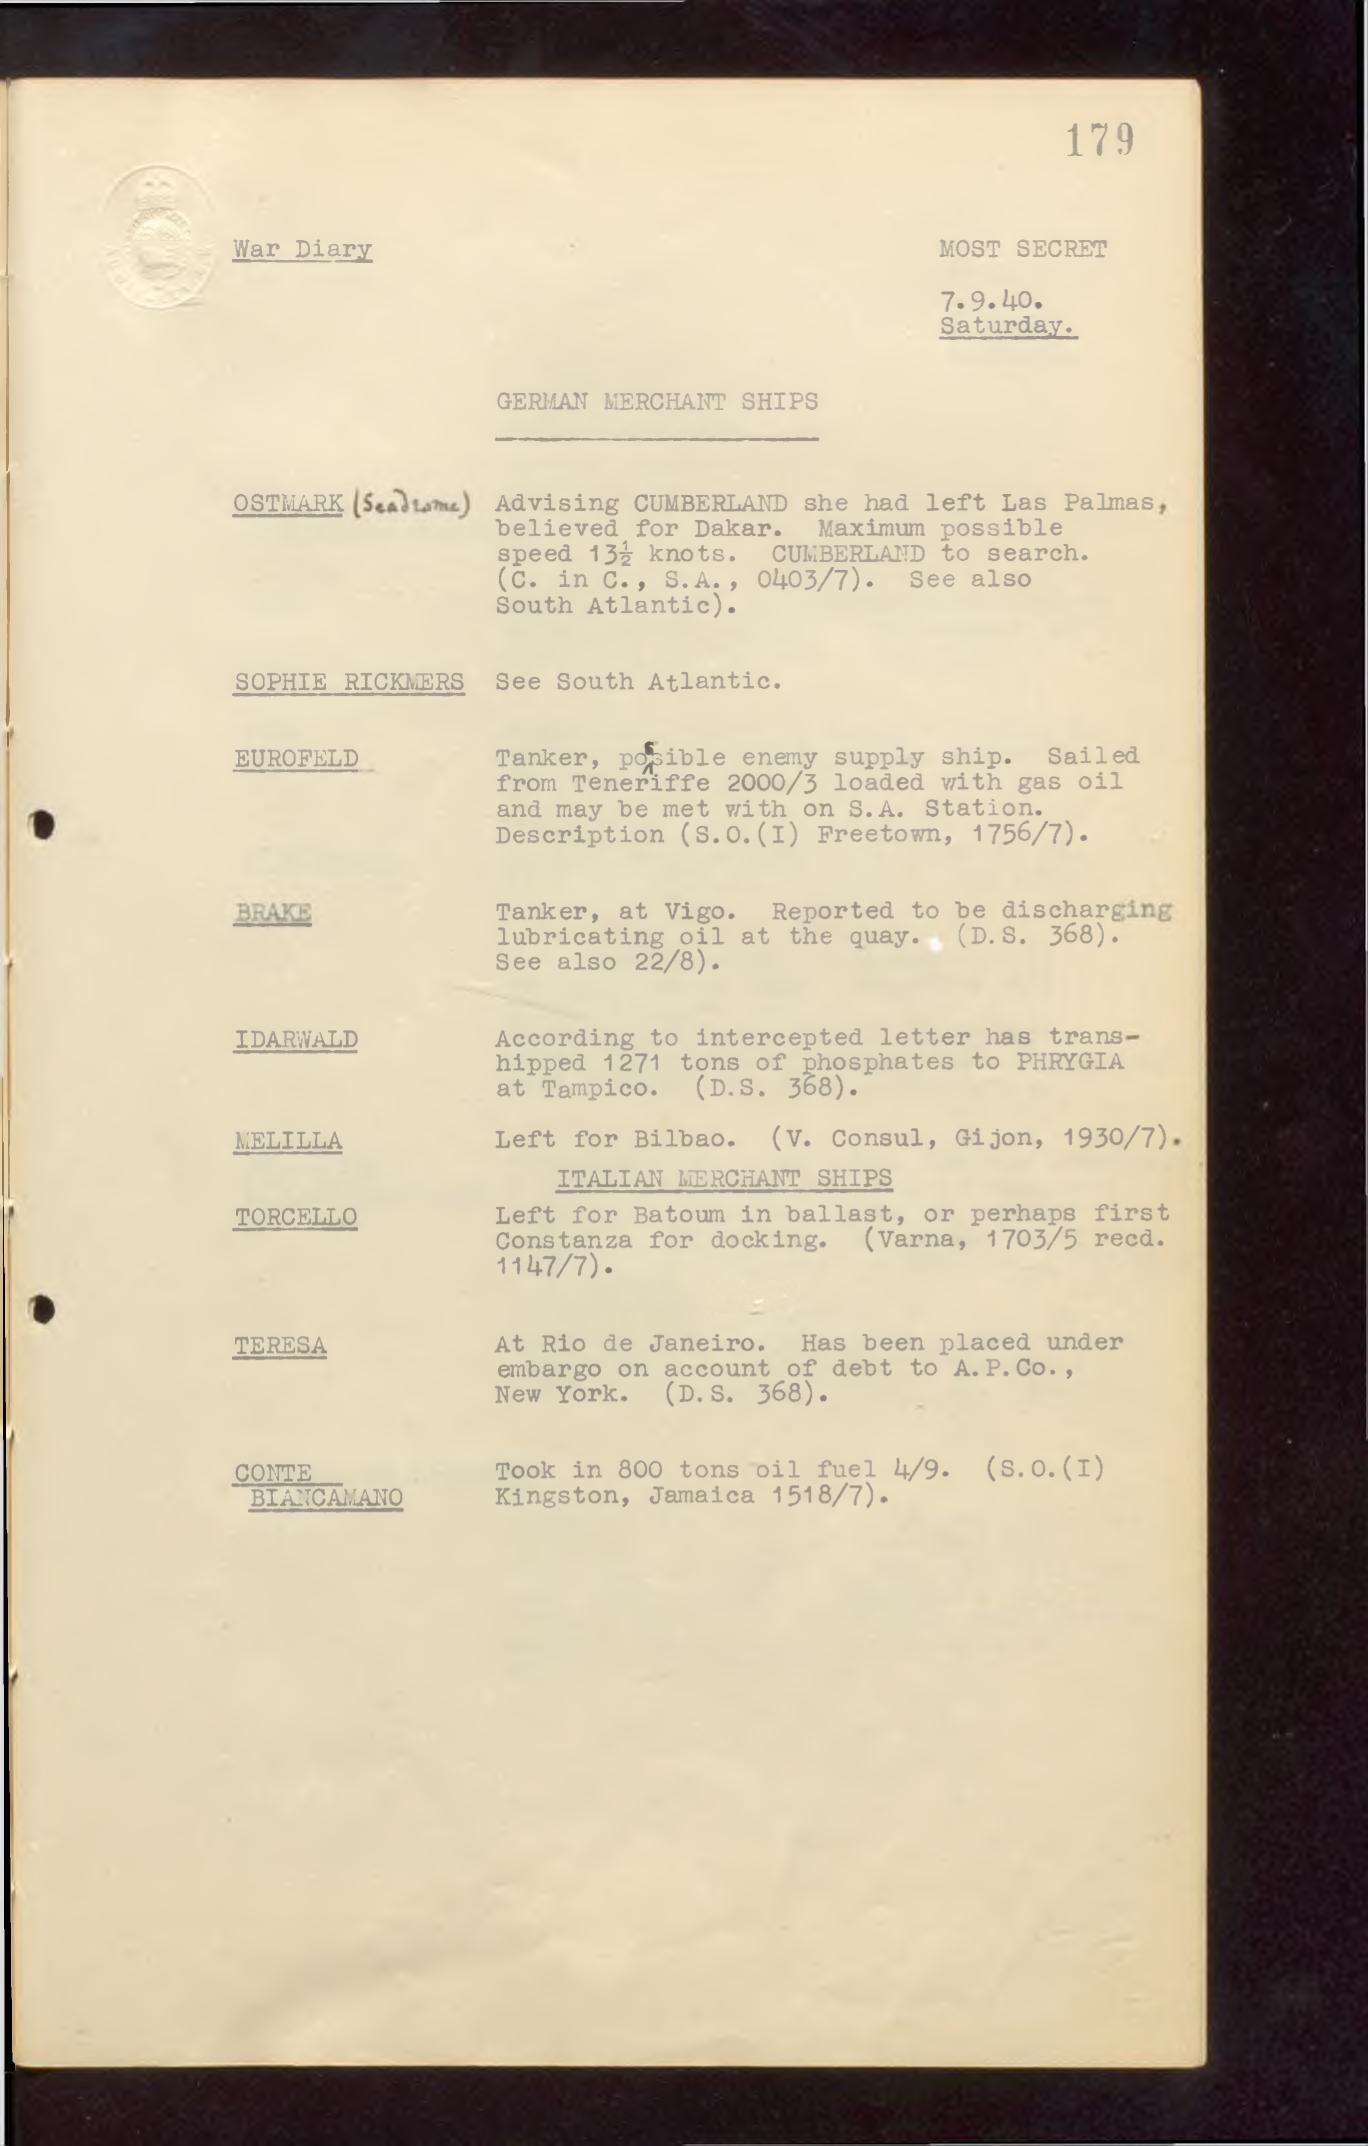 179
War Diary
MOST SECRET
7.9.40.
Saturday.
GERMAN MERCHANT SHIPS
OSTMARK (Seadrome) Advising CUMBERLAND she had left Las Palmas,
believed for Dakar. Maximum possible
speed 13½ knots. CUMBERLAND to search.
(C. in C., S.A., 0403/7). See also
South Atlantic).
SOPHIE RICKMERS See South Atlantic.
EUROFELD Tanker, possible enemy supply ship. Sailed
from Teneriffe 2000/3 loaded with gas oil
and may be met with on S.A. Station.
Description (S.O.(I) Freetown, 1756/7).
BRAKE Tanker, at Vigo. Reported to be discharging
lubricating oil at the quay. (D.S. 368).
See also 22/8).
IDARWALD According to intercepted letter has trans-
hipped 1271 tons of phosphates to PHRYGIA
at Tampico. (D.S. 368).
MELILLA Left for Bilbao. (V. Consul, Gijon, 1930/7).
ITALIAN MERCHANT SHIPS
TORCELLO Left for Batoum in ballast, or perhaps first
Constanza for docking. (Varna, 1703/5 recd.
1147/7).
TERESA At Rio de Janeiro. Has been placed under
embargo on account of debt to A.P.Co.,
New York. (D.S. 368).
CONTE Took in 800 tons oil fuel 4/9. (S.O.(I)
BIANCAMANO Kingston, Jamaica 1518/7).